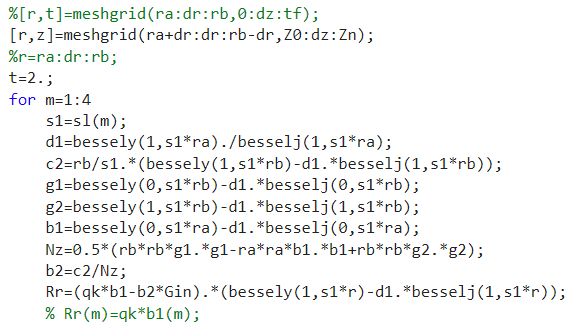 %[r,t]=meshgrid(ra:dr:rb,0:dz:tf);
[r,z]=meshgrid(ra+dr:dr:rb-dr,Z0:dz:Zn);
%r=ra:dr:rb;
t=2.;
for m=1:4
    s1=sl(m);
    d1=bessely(1,s1*ra)./besselj(1,s1*ra);
    c2=rb/s1.*(bessely(1,s1*rb)-d1.*besselj(1,s1*rb));
    g1=bessely(0,s1*rb)-d1.*besselj(0,s1*rb);
    g2=bessely(1,s1*rb)-d1.*besselj(1,s1*rb);
    b1=bessely(0,s1*ra)-d1.*besselj(0,s1*ra);
    Nz=0.5*(rb*rb*g1.*g1-ra*ra*b1.*b1+rb*rb*g2.*g2);
    b2=c2/Nz;
    Rr=(qk*b1-b2*Gin).*(bessely(1,s1*r)-d1.*besselj(1,s1*r));
    % Rr(m)=qk*b1(m);